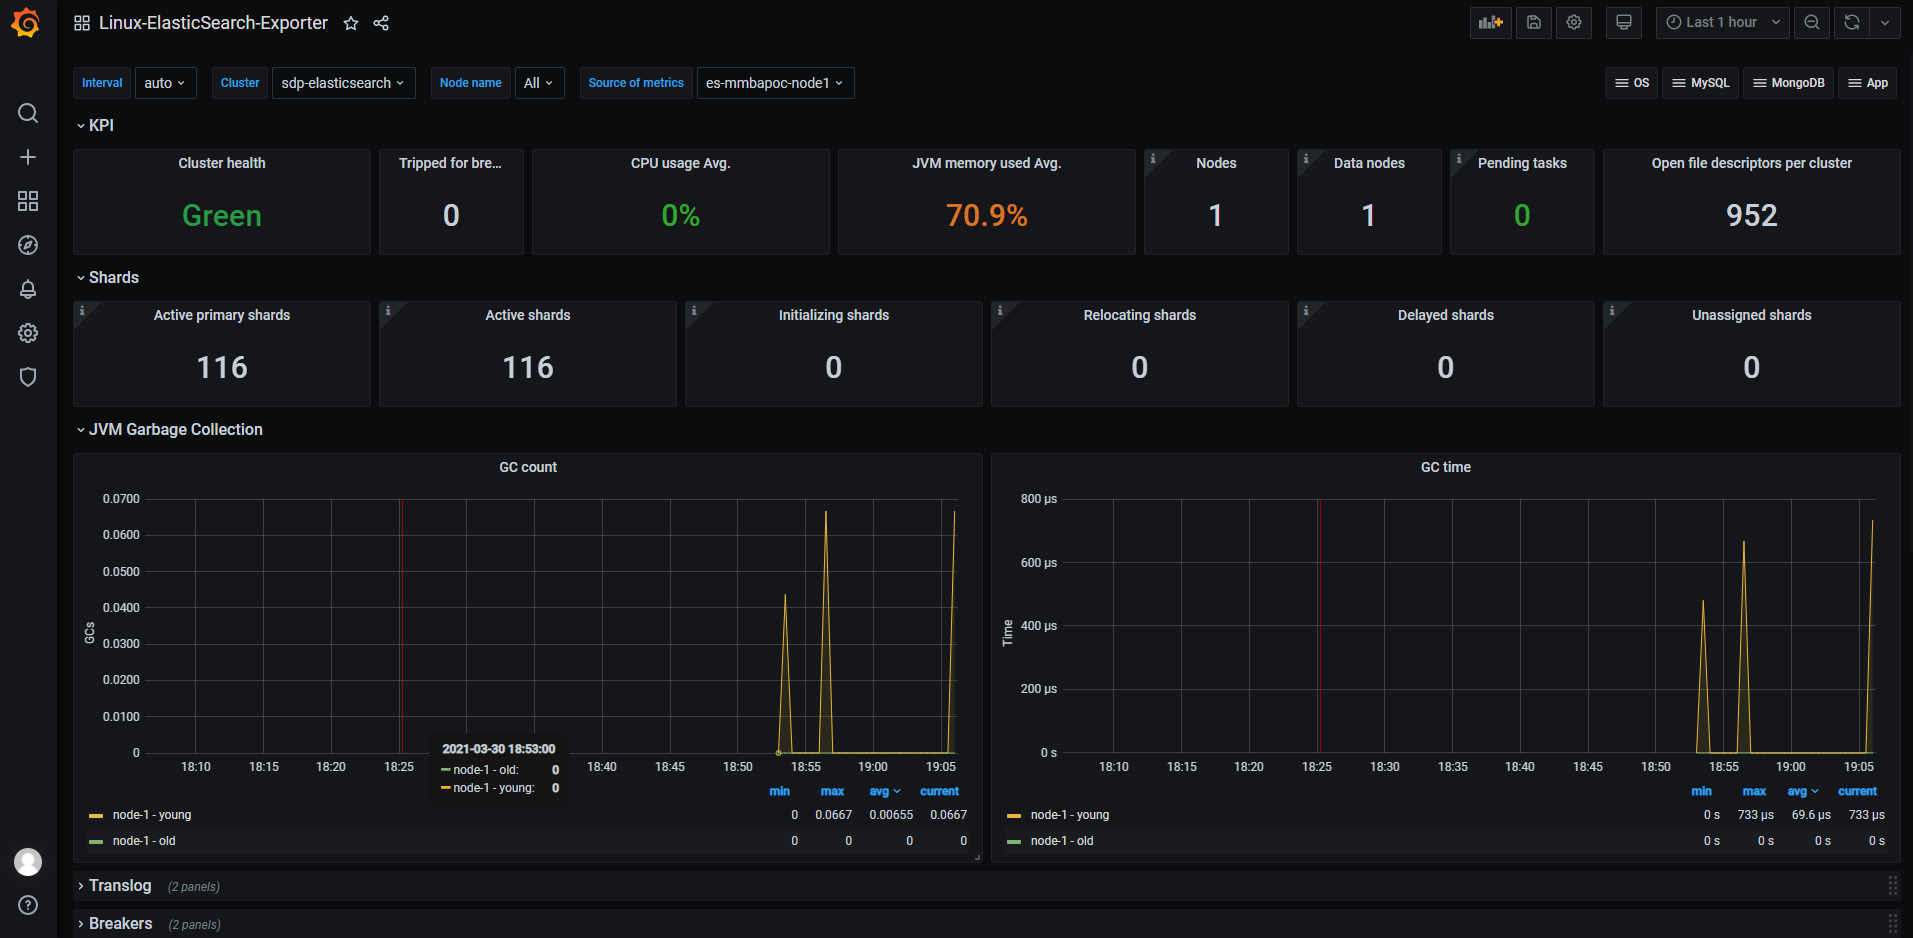 Linux-ElasticSearch-Exporter
Last 1 hour
Interval auto Cluster sdp-elasticsearch Node name All Source of metrics es-mmbapoc-node1 OS MySQL MongoDB App
KPI
Cluster health Tripped for bre... CPU usage Avg. JVM memory used Avg. Nodes Data nodes Pending tasks Open file descriptors per cluster
Green 0 0% 70.9% 1 1 0 952
Shards
Active primary shards Active shards Initializing shards Relocating shards Delayed shards Unassigned shards
116 116 0 0 0 0
JVM Garbage Collection
GC count
0.0700
0.0600
0.0500
0.0400
0.0300
0.0200
0.0100
0
GCs
18:10 18:15 18:20 18:25 18:40 18:45 18:50 18:55 19:00 19:05
2021-03-30 18:53:00
node-1 - old: 0
node-1 - young: 0
min max avg current
node-1 - young 0 0.0667 0.00655 0.0667
node-1 - old 0 0 0 0
GC time
800 µs
600 µs
400 µs
200 µs
0 s
Time
18:10 18:15 18:20 18:25 18:30 18:35 18:40 18:45 18:50 18:55 19:00 19:05
min max avg current
node-1 - young 0 s 733 µs 69.6 µs 733 µs
node-1 - old 0 s 0 s 0 s 0 s
Translog (2 panels)
Breakers (2 panels)